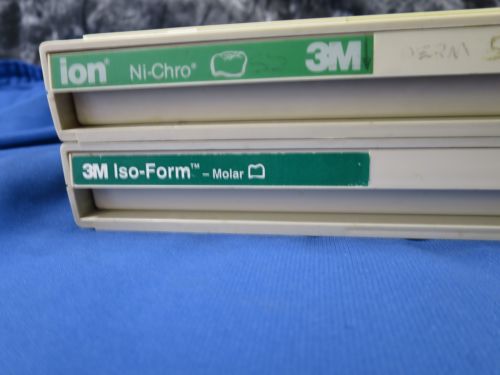 ion® Ni-Chro® 3M
3M Iso-Form™ – Molar